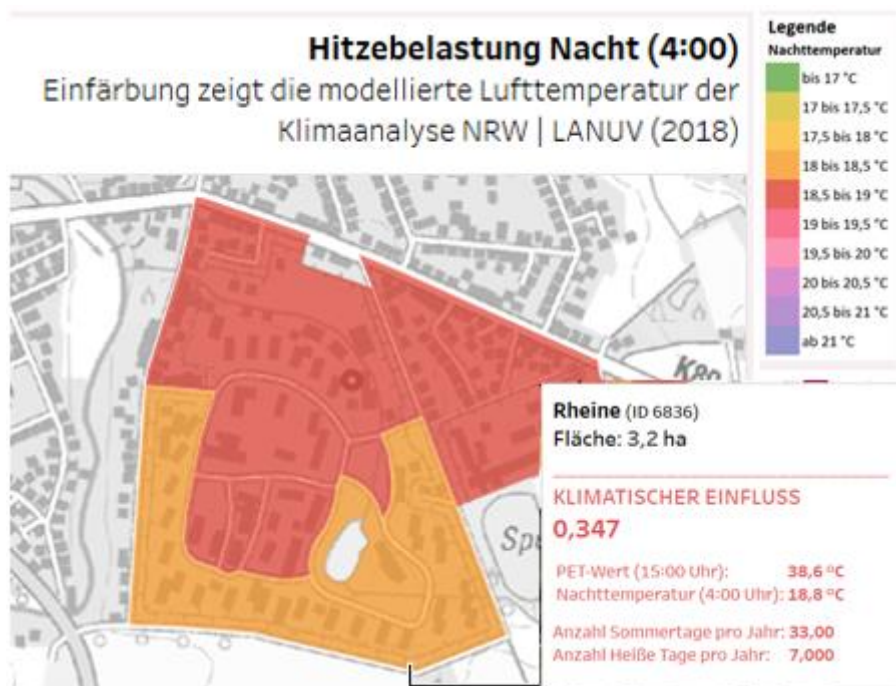 Hitzebelastung Nacht (4:00)
Einfärbung zeigt die modellierte Lufttemperatur der
Klimaanalyse NRW | LANUV (2018)
Legende
Nachttemperatur
bis 17 °C
17 bis 17,5 °C
17,5 bis 18 °C
18 bis 18,5 °C
18,5 bis 19 °C
19 bis 19,5 °C
19,5 bis 20 °C
20 bis 20,5 °C
20,5 bis 21 °C
ab 21 °C
Rheine (ID 6836)
Fläche: 3,2 ha
KLIMATISCHER EINFLUSS
0,347
PET-Wert (15:00 Uhr): 38,6 °C
Nachttemperatur (4:00 Uhr): 18,8 °C
Anzahl Sommertage pro Jahr: 33,00
Anzahl Heiße Tage pro Jahr: 7,000